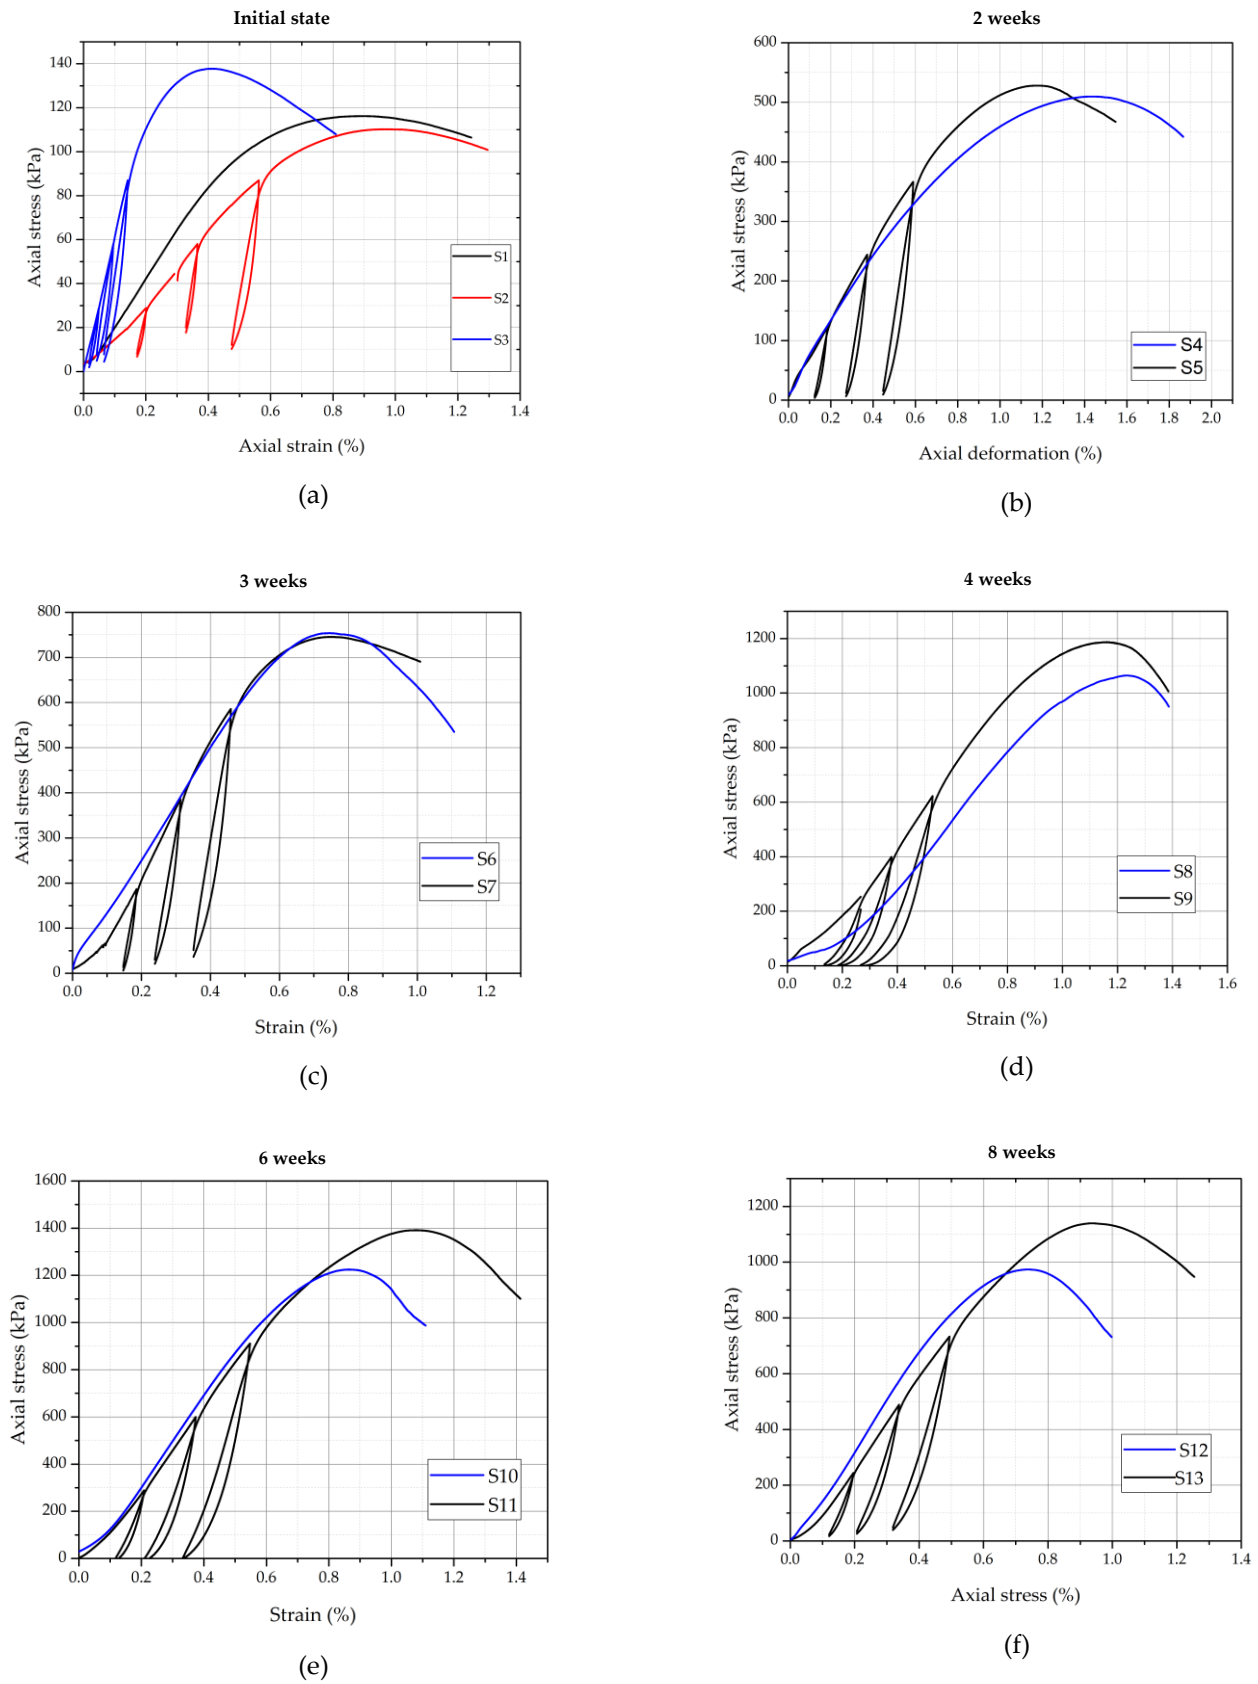 Initial state
140
120
100
80
60
40
20
0
Axial stress (kPa)
S1
S2
S3
0.0 0.2 0.4 0.6 0.8 1.0 1.2 1.4
Axial strain (%)
(a)
2 weeks
600
500
400
300
200
100
0
Axial stress (kPa)
S4
S5
0.0 0.2 0.4 0.6 0.8 1.0 1.2 1.4 1.6 1.8 2.0
Axial deformation (%)
(b)
3 weeks
800
700
600
500
400
300
200
100
0
Axial stress (kPa)
S6
S7
0.0 0.2 0.4 0.6 0.8 1.0 1.2
Strain (%)
(c)
4 weeks
1200
1000
800
600
400
200
0
Axial stress (kPa)
S8
S9
0.0 0.2 0.4 0.6 0.8 1.0 1.2 1.4 1.6
Strain (%)
(d)
6 weeks
1600
1400
1200
1000
800
600
400
200
0
Axial stress (kPa)
S10
S11
0.0 0.2 0.4 0.6 0.8 1.0 1.2 1.4
Strain (%)
(e)
8 weeks
1200
1000
800
600
400
200
0
Axial stress (kPa)
S12
S13
0.0 0.2 0.4 0.6 0.8 1.0 1.2 1.4
Axial stress (%)
(f)